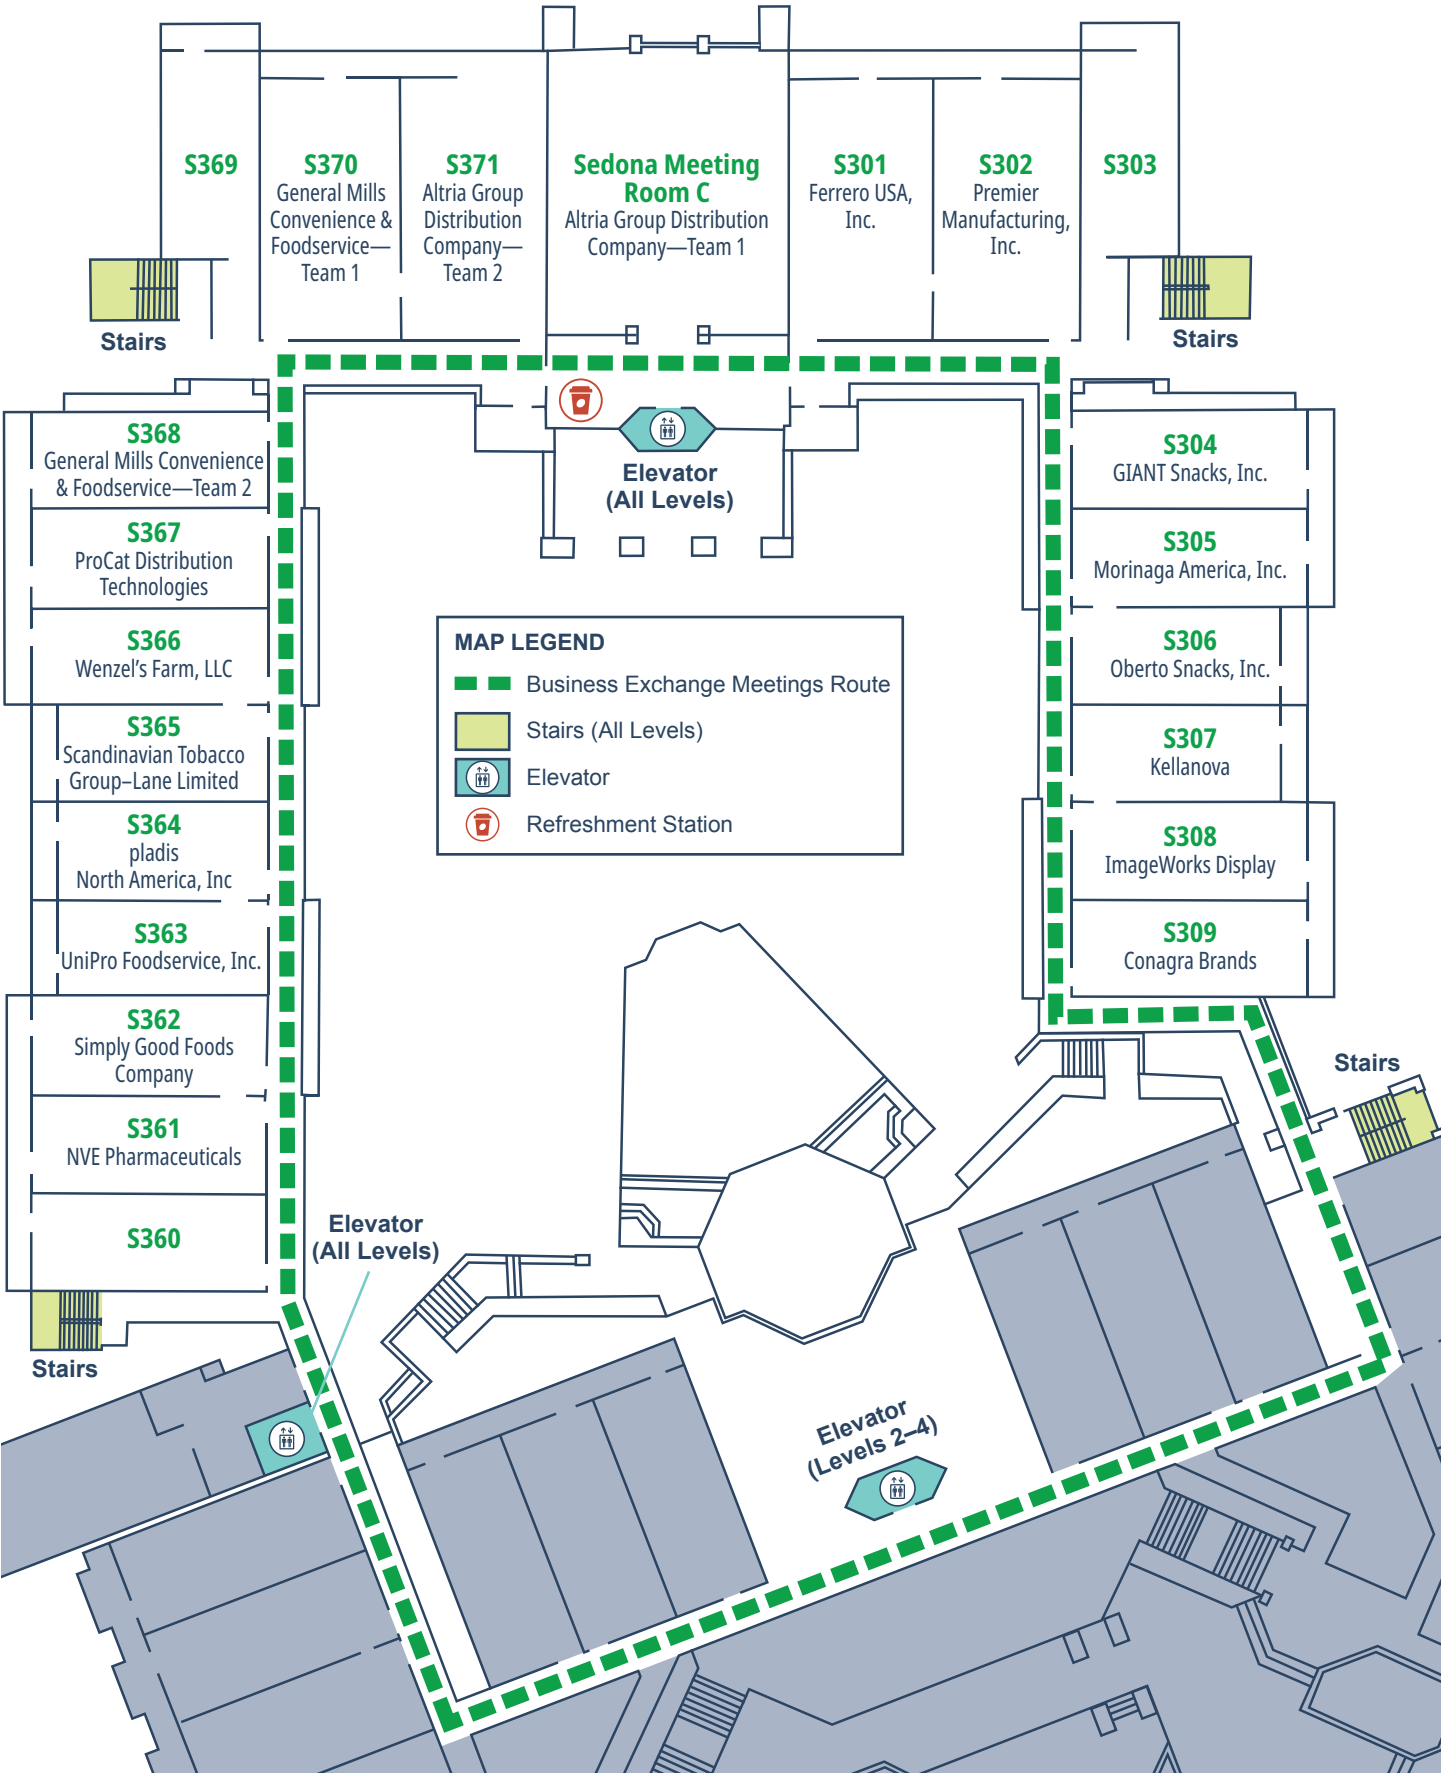 S369
S370
General Mills
Convenience &
Foodservice—
Team 1
S371
Altria Group
Distribution
Company—
Team 2
Sedona Meeting
Room C
Altria Group Distribution
Company—Team 1
S301
Ferrero USA,
Inc.
S302
Premier
Manufacturing,
Inc.
S303
Stairs
Stairs
Elevator
(All Levels)
S368
General Mills Convenience
& Foodservice—Team 2
S367
ProCat Distribution
Technologies
S366
Wenzel's Farm, LLC
S365
Scandinavian Tobacco
Group–Lane Limited
S364
pladis
North America, Inc
S363
UniPro Foodservice, Inc.
S362
Simply Good Foods
Company
S361
NVE Pharmaceuticals
S360
Stairs
MAP LEGEND
Business Exchange Meetings Route
Stairs (All Levels)
Elevator
Refreshment Station
S304
GIANT Snacks, Inc.
S305
Morinaga America, Inc.
S306
Oberto Snacks, Inc.
S307
Kellanova
S308
ImageWorks Display
S309
Conagra Brands
Stairs
Elevator
(All Levels)
Elevator
(Levels 2–4)